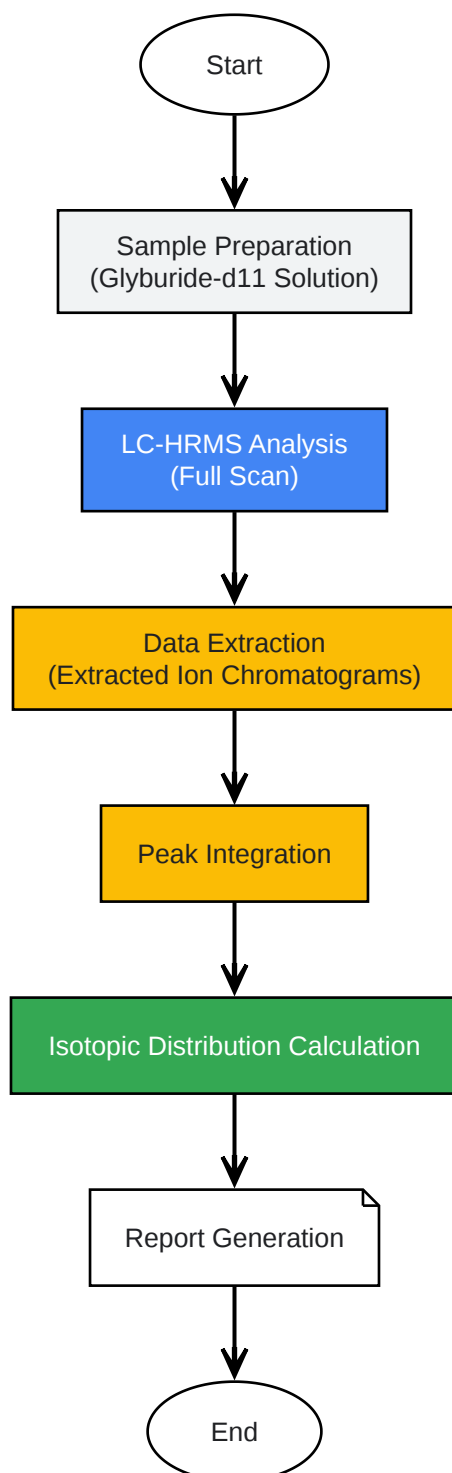 Start
Sample Preparation
(Glyburide-d11 Solution)
LC-HRMS Analysis
(Full Scan)
Data Extraction
(Extracted Ion Chromatograms)
Peak Integration
Isotopic Distribution Calculation
Report Generation
End